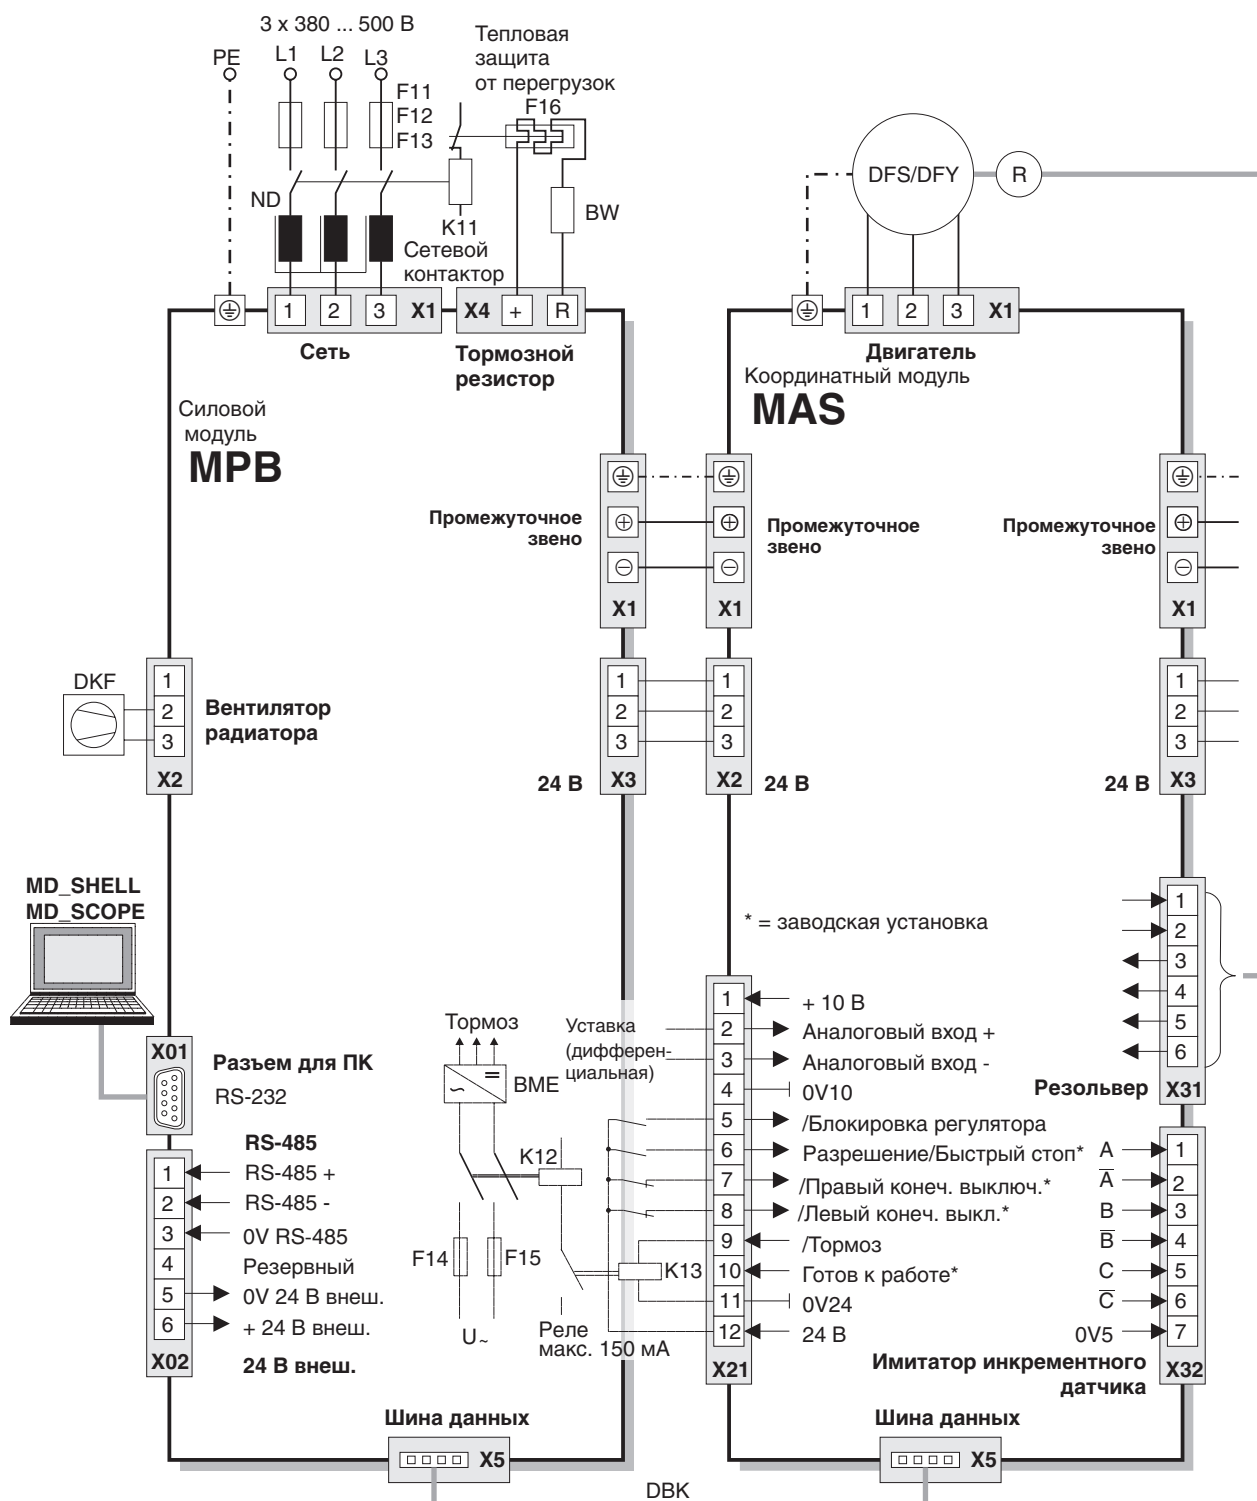 3 x 380 ... 500 В
PE
L1
L2
L3
F11
F12
F13
Тепловая
защита
от перегрузок
F16
ND
K11
Сетевой
контактор
BW
DFS/DFY
R
1
2
3
X1
X4
+
R
1
2
3
X1
Сеть
Тормозной
резистор
Двигатель
Координатный модуль
MAS
Силовой
модуль
MPB
Промежуточное
звено
X1
X1
Промежуточное
звено
Промежуточное
звено
X1
DKF
1
2
3
X2
Вентилятор
радиатора
1
2
3
X3
24 В
1
2
3
X2
24 В
1
2
3
X3
24 В
MD_SHELL
MD_SCOPE
* = заводская установка
1
2
3
4
5
6
Резольвер
X31
X01
Разъем для ПК
RS-232
RS-485
1
RS-485 +
2
RS-485 -
3
0V RS-485
4
Резервный
5
0V 24 В внеш.
6
+ 24 В внеш.
X02
24 В внеш.
Тормоз
BME
K12
F14
F15
K13
U~
Реле
макс. 150 мА
Уставка
(дифферен-
циальная)
1
+ 10 В
2
Аналоговый вход +
3
Аналоговый вход -
4
0V10
5
/Блокировка регулятора
6
Разрешение/Быстрый стоп*
7
/Правый конеч. выключ.*
8
/Левый конеч. выкл.*
9
/Тормоз
10
Готов к работе*
11
0V24
12
24 В
X21
A
1
A̅
2
B
3
B̅
4
C
5
C̅
6
0V5
7
Имитатор инкрементного
датчика
X32
Шина данных
X5
DBK
Шина данных
X5